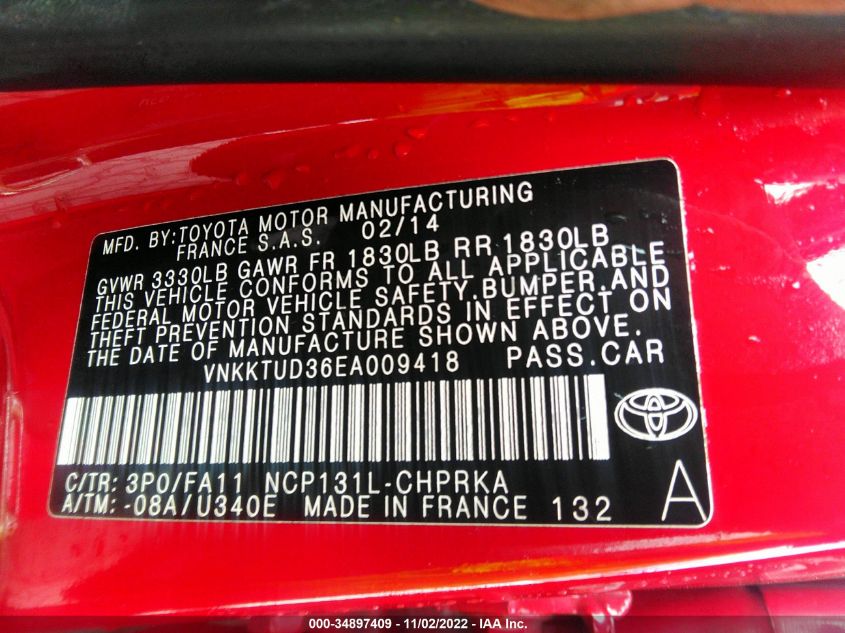 MFD. BY:TOYOTA MOTOR MANUFACTURING
FRANCE S.A.S. 02/14
GVWR 3330LB GAWR FR 1830LB RR 1830LB
THIS VEHICLE CONFORMS TO ALL APPLICABLE
FEDERAL MOTOR VEHICLE SAFETY,BUMPER,AND
THEFT PREVENTION STANDARDS IN EFFECT ON
THE DATE OF MANUFACTURE SHOWN ABOVE.
VNKKTUD36EA009418 PASS.CAR
C/TR: 3P0/FA11 NCP131L-CHPRKA
A/TM: -08A/U340E MADE IN FRANCE 132
A
000-34897409 - 11/02/2022 - IAA Inc.